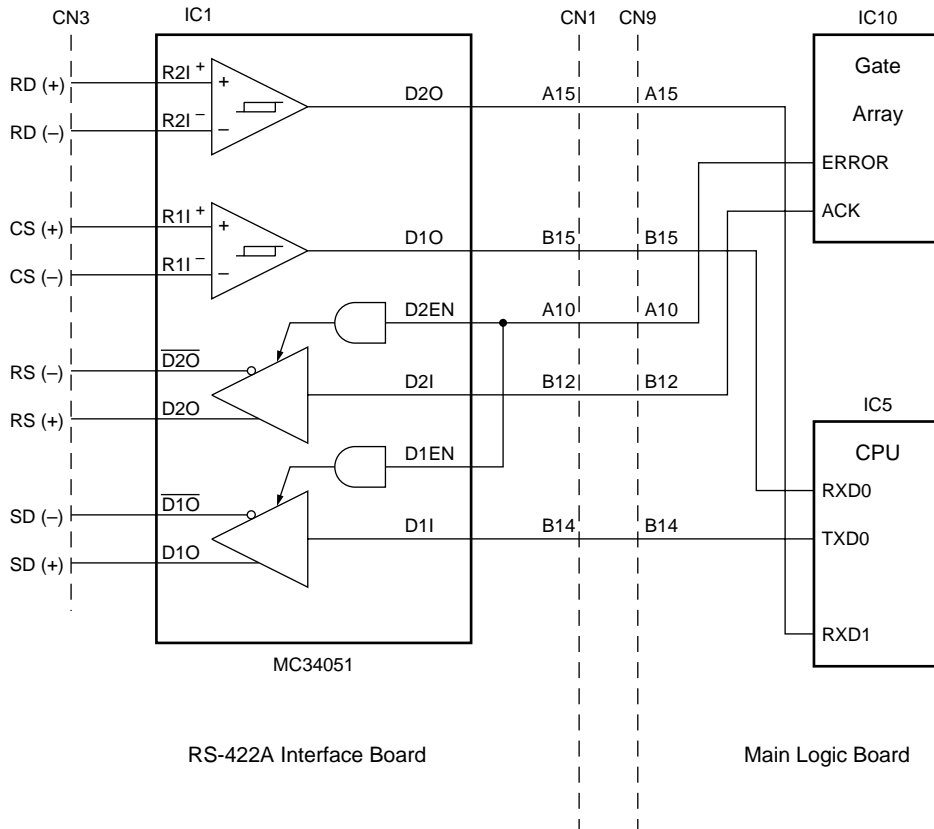 CN3 IC1 CN1 CN9 IC10
RD (+) R2I + + D2O A15 A15 Gate
RD (–) R2I – – Array
ERROR
ACK
CS (+) R1I + + D1O B15 B15
CS (–) R1I – –
D2EN A10 A10
RS (–) D2O
D2I B12 B12
RS (+) D2O
IC5
D1EN CPU
RXD0
SD (–) D1O
D1I B14 B14 TXD0
SD (+) D1O
RXD1
MC34051
RS-422A Interface Board Main Logic Board